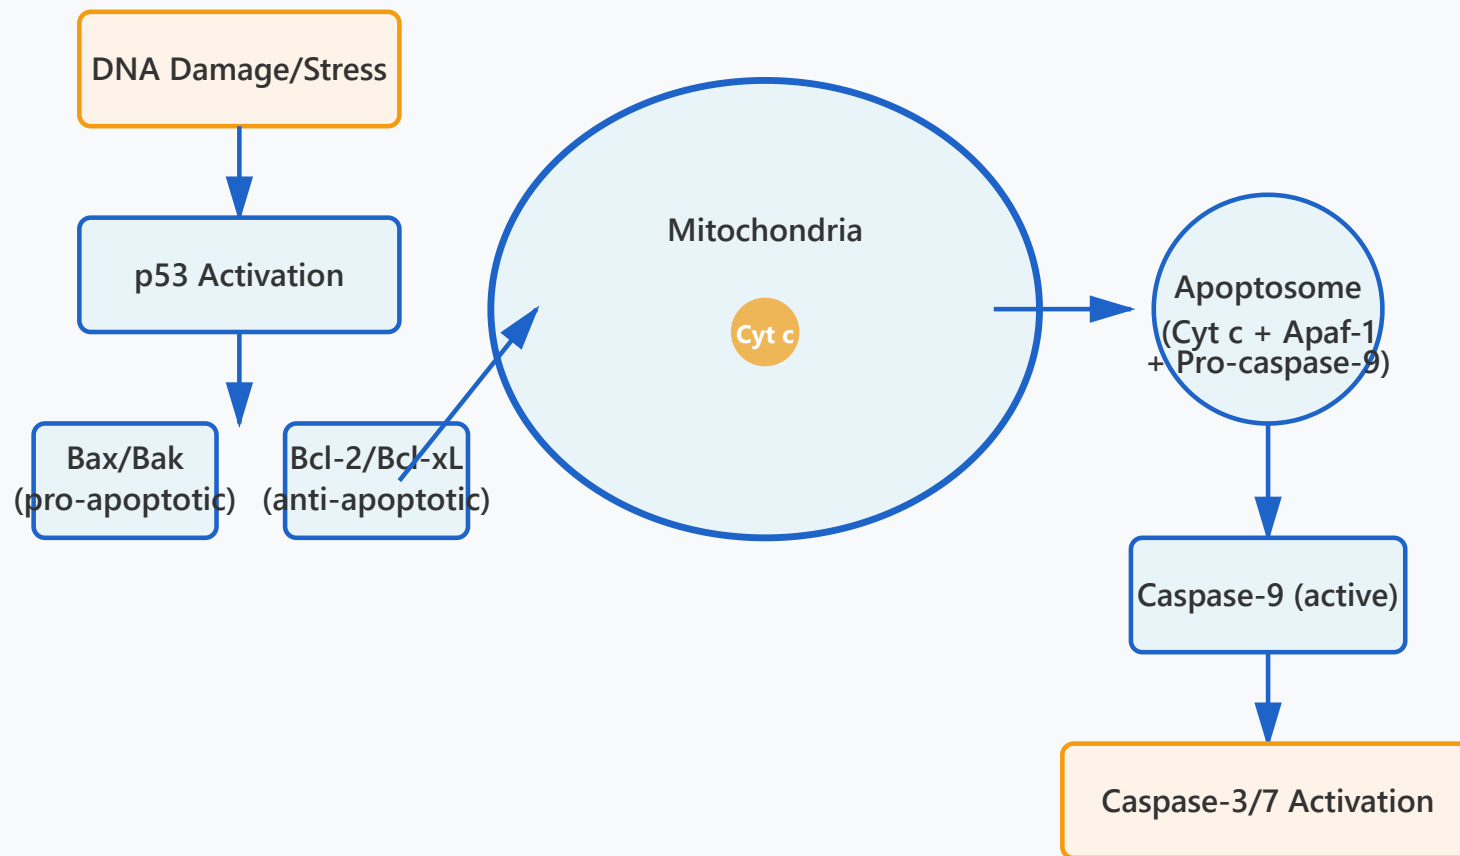 DNA Damage/Stress
p53 Activation
Bax/Bak
(pro-apoptotic)
Bcl-2/Bcl-xL
(anti-apoptotic)
Mitochondria
Cyt c
Apoptosome
(Cyt c + Apaf-1
+ Pro-caspase-9)
Caspase-9 (active)
Caspase-3/7 Activation